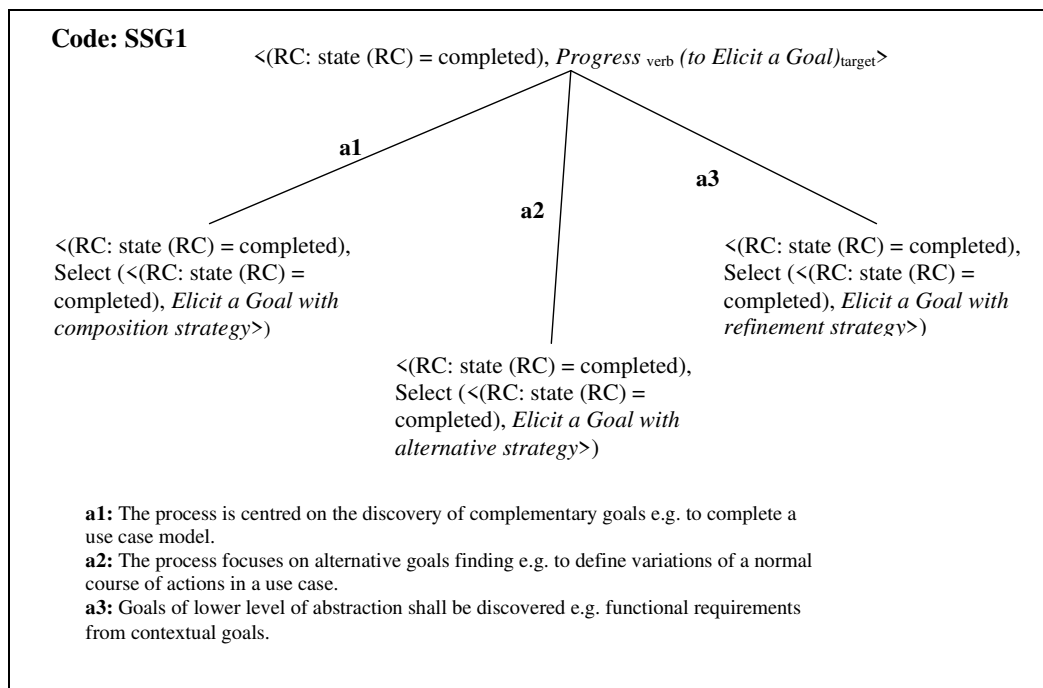 Code: SSG1
<(RC: state (RC) = completed), Progress verb (to Elicit a Goal)target>
a1
a2
a3
<(RC: state (RC) = completed),
Select (<(RC: state (RC) =
completed), Elicit a Goal with
composition strategy>)
<(RC: state (RC) = completed),
Select (<(RC: state (RC) =
completed), Elicit a Goal with
alternative strategy>)
<(RC: state (RC) = completed),
Select (<(RC: state (RC) =
completed), Elicit a Goal with
refinement strategy>)
a1: The process is centred on the discovery of complementary goals e.g. to complete a
use case model.
a2: The process focuses on alternative goals finding e.g. to define variations of a normal
course of actions in a use case.
a3: Goals of lower level of abstraction shall be discovered e.g. functional requirements
from contextual goals.